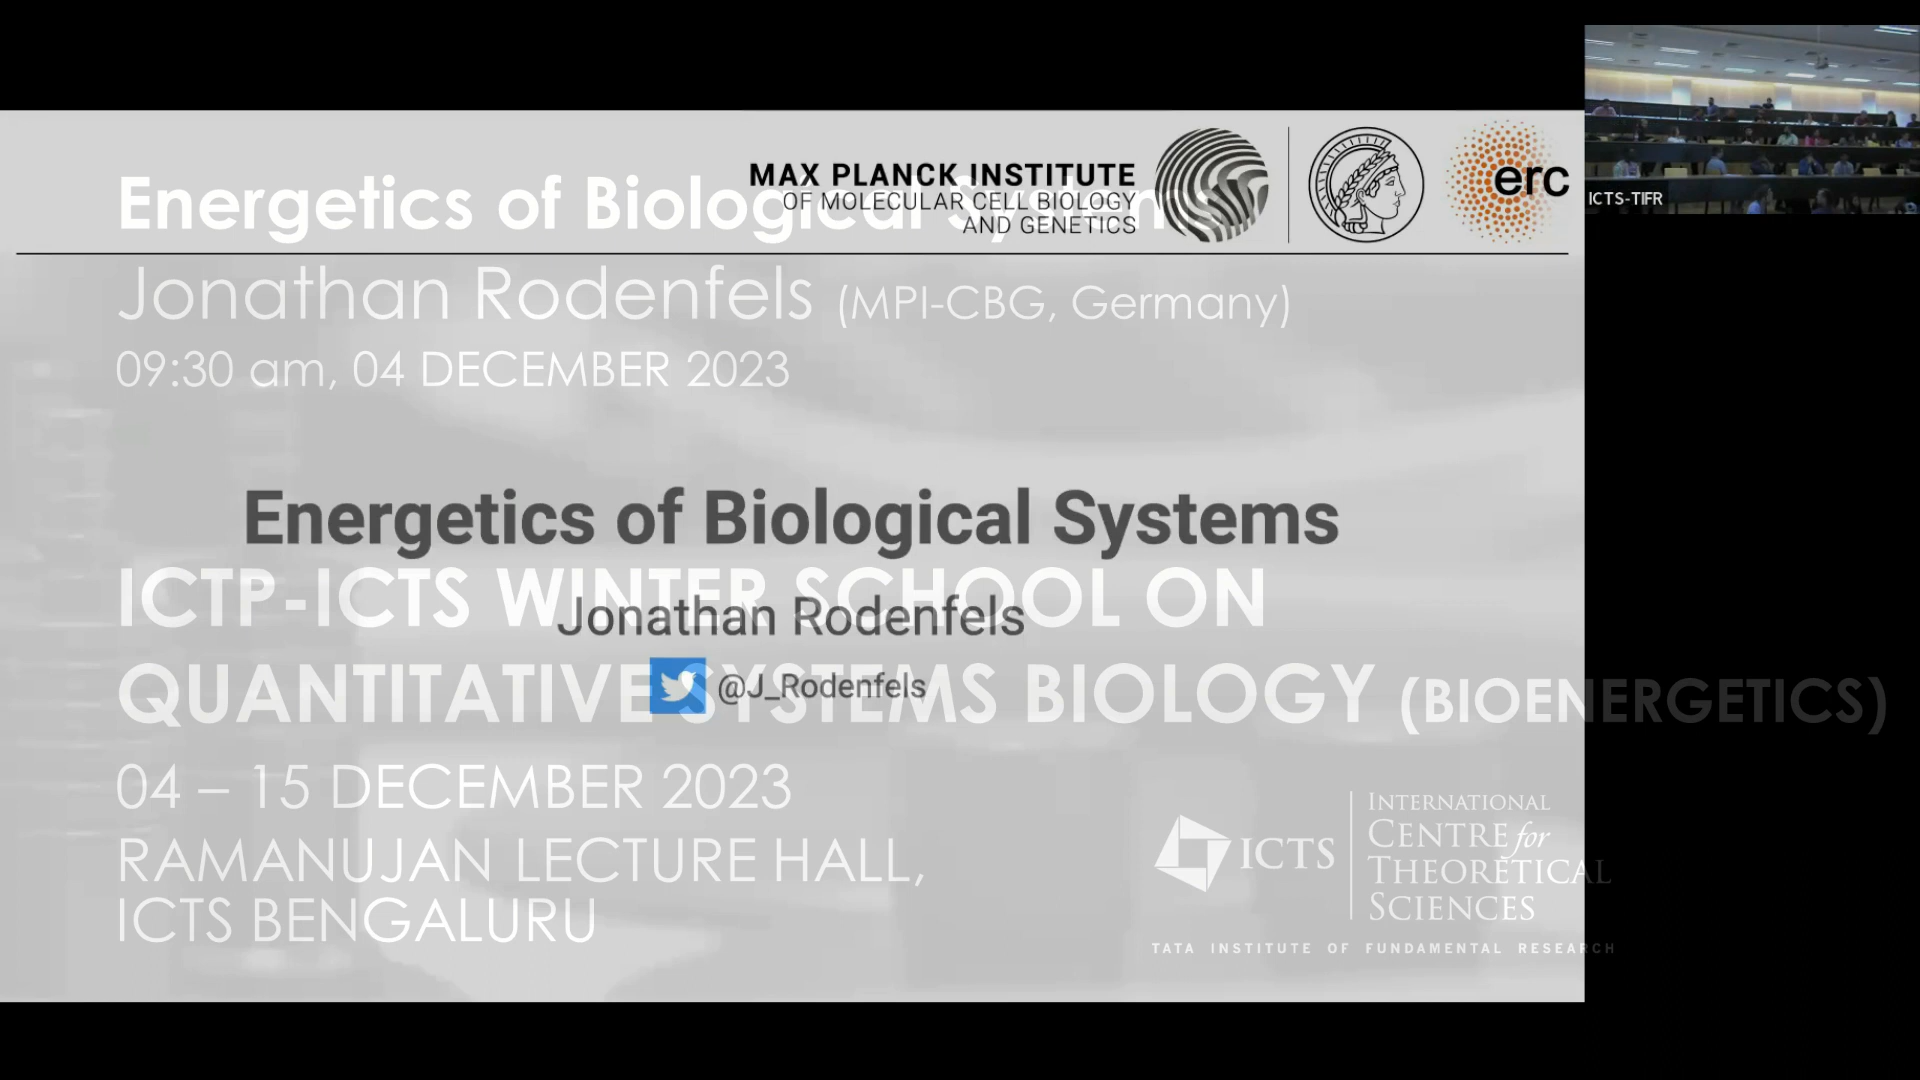 MAX PLANCK INSTITUTE
OF MOLECULAR CELL BIOLOGY
AND GENETICS
erc
ICTS-TIFR
Energetics of Biological System
Jonathan Rodenfels (MPI-CBG, Germany)
09:30 am, 04 DECEMBER 2023
Energetics of Biological Systems
Jonathan Rodenfels
@J_Rodenfels
ICTP-ICTS WINTER SCHOOL ON
QUANTITATIVE SYSTEMS BIOLOGY (BIOENERGETICS)
04 – 15 DECEMBER 2023
RAMANUJAN LECTURE HALL,
ICTS BENGALURU
ICTS
INTERNATIONAL
CENTRE for
THEORETICAL
SCIENCES
TATA INSTITUTE OF FUNDAMENTAL RESEARCH